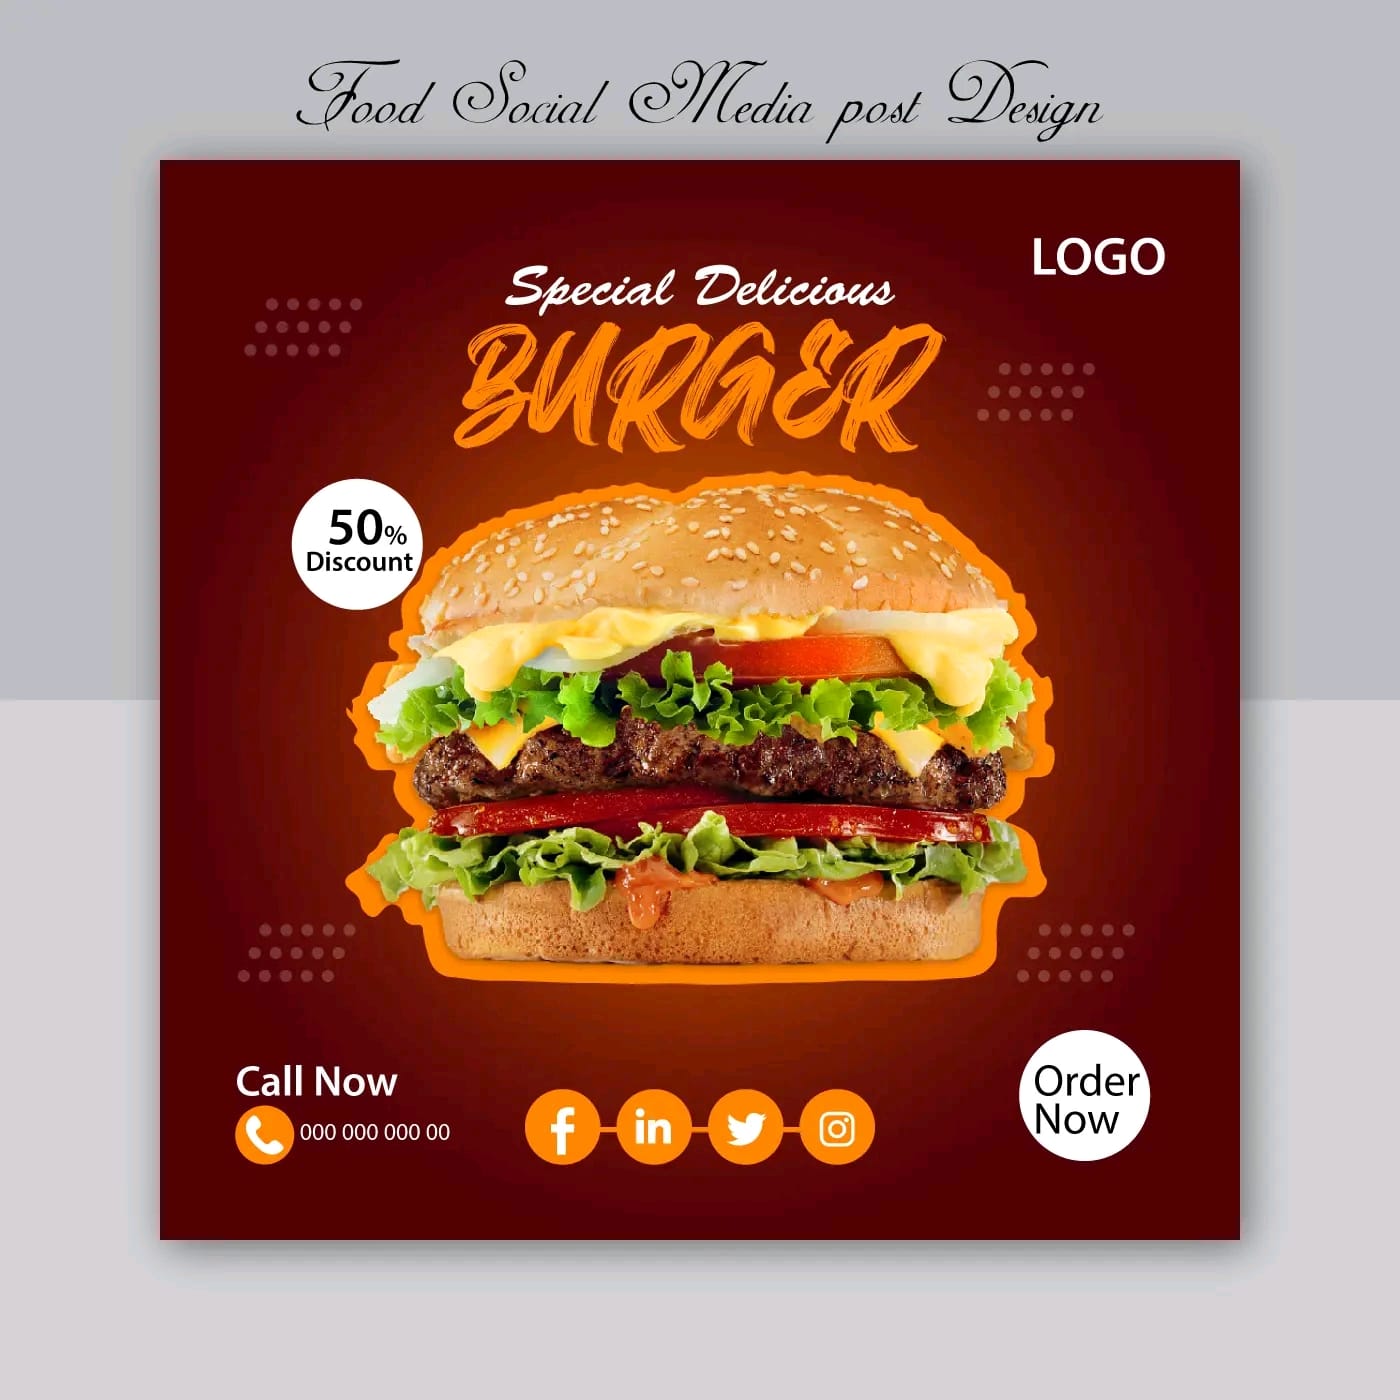 Food Social Media post Design
LOGO
Special Delicious
BURGER
50%
Discount
Call Now
000 000 000 00
Order
Now